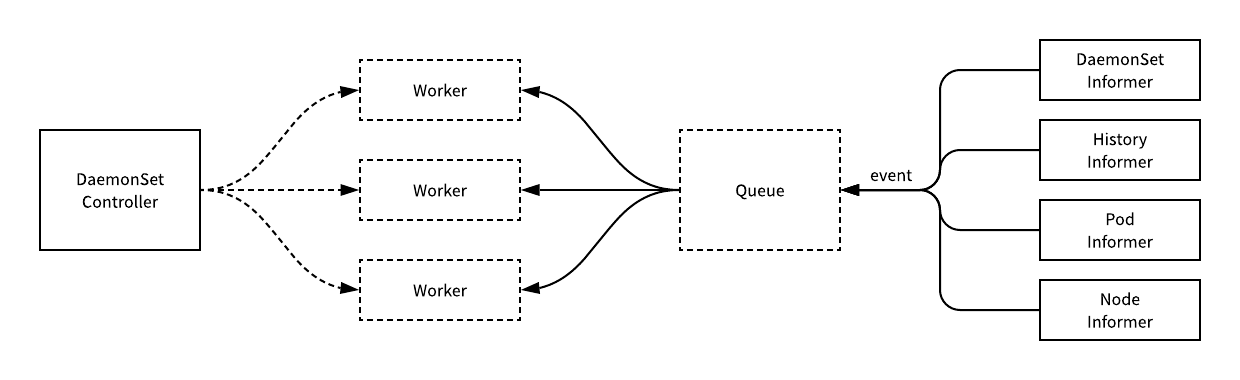 DaemonSet
Controller
Worker
Worker
Worker
Queue
event
DaemonSet
Informer
History
Informer
Pod
Informer
Node
Informer